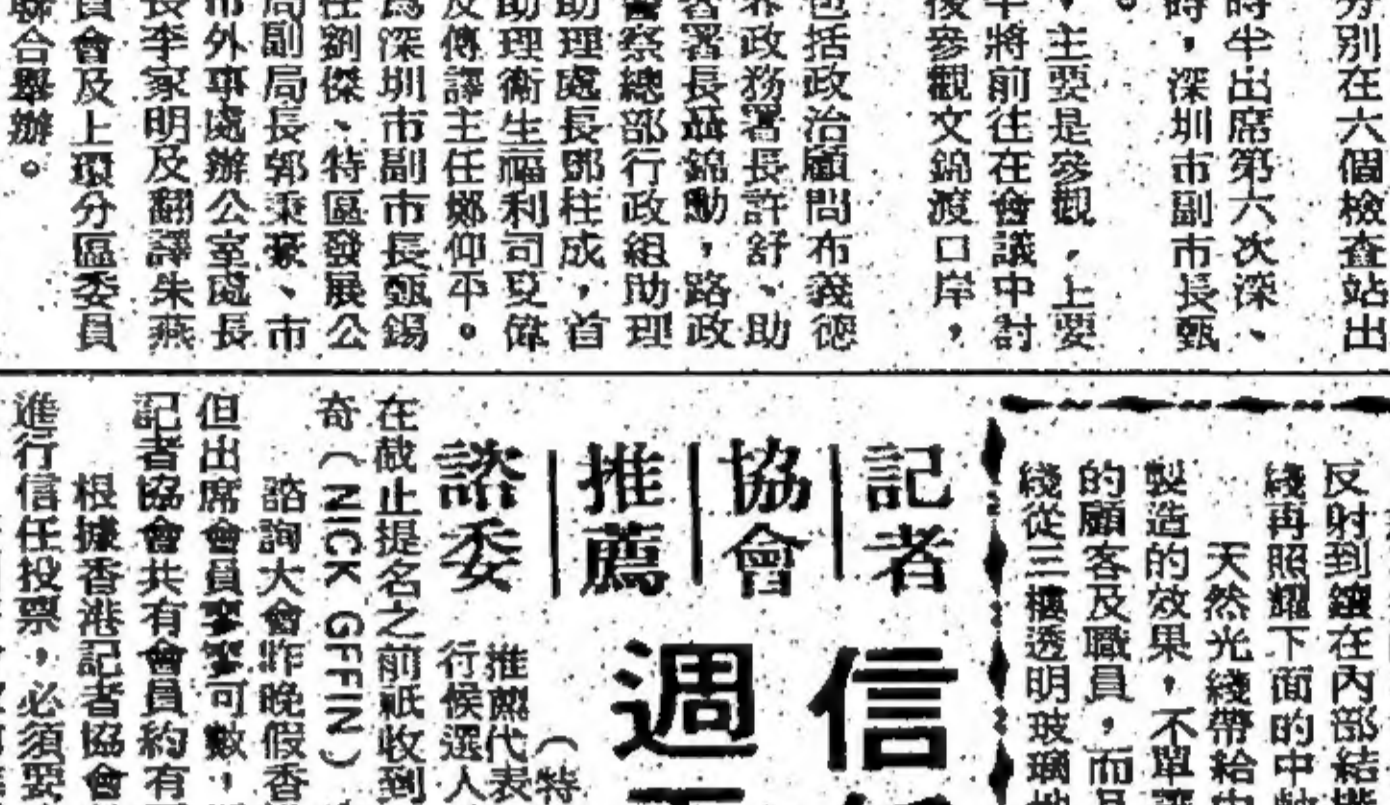 分別在六個檢查站出
時半出席第六次深、
時，深圳市副市長甄
。
，主要是參觀，上要
午將前往在會議中討
後參觀文錦渡口岸，
包括政治顧問布義德
界政務署長許舒、助
署署長聶錦勳，路政
警察總部行政組助理
助理處長鄧柱成，首
助理衞生福利司夏偉
及傳譯主任鄭仰平。
為深圳市副市長甄錫
任劉傑、特區發展公
局副局長郭秉豪、市
市外事處辦公室處長
長李家明及翻譯朱燕
員會及上環分區委員
聯合舉辦。
反射到鑲在內部結構
綫再照耀下面的中
天然光綫帶給
製造的效果，不單
的顧客及職員，而且
綫從三樓透明玻璃
記者
協會
推薦
諮委
信
週
（特
推薦代表
行候選人
在截止提名之前祇收到
奇（NICK GFFIN）
諮詢大會昨晚假香
但出席會員寥寥可數，
記者協會共有會員約有
根據香港記者協會
進行信任投票，必須要